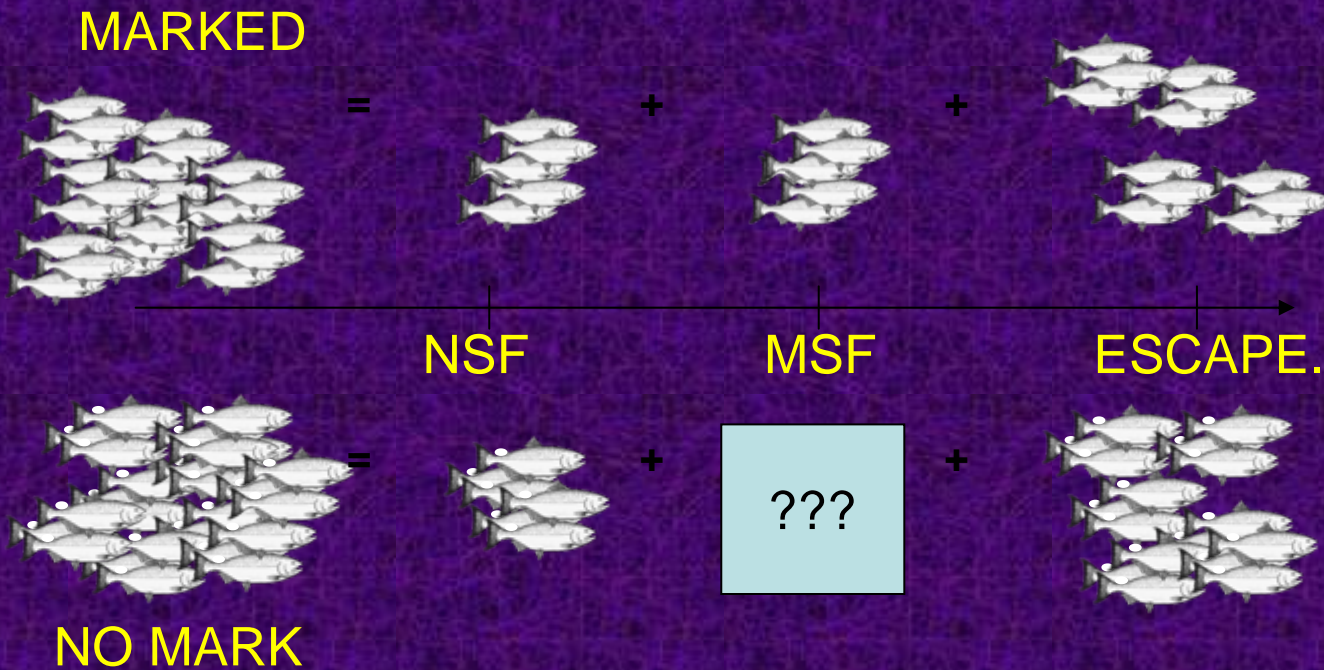 MARKED
= + +
NSF MSF ESCAPE.
= + ??? +
NO MARK